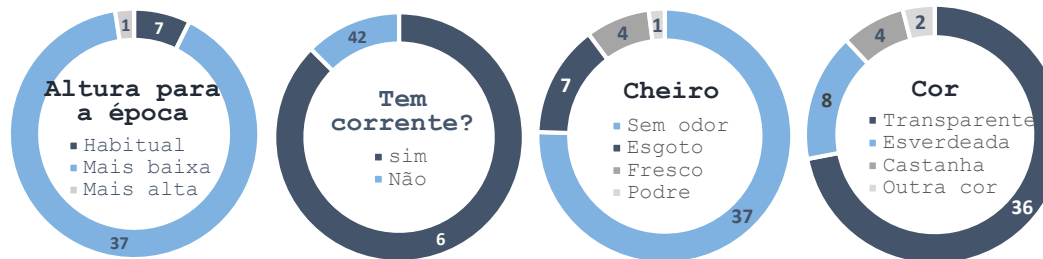 1
7
Altura para
a época
Habitual
Mais baixa
Mais alta
37
42
Tem
corrente?
sim
Não
6
4
1
7
Cheiro
Sem odor
Esgoto
Fresco
Podre
37
4
2
8
Cor
Transparente
Esverdeada
Castanha
Outra cor
36